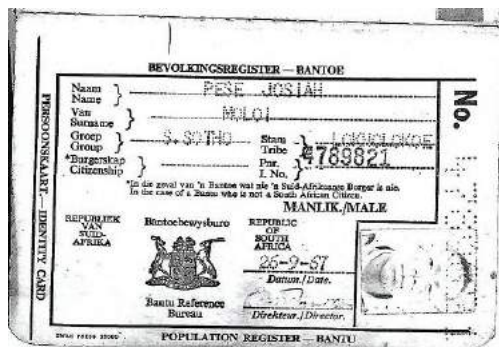 BEVOLKINGSREGISTER — BANTOE
Naam
Name } PESE JOSIAH
Van
Surname } MOLOI
Groep
Group } S.SOTHO
Stam
Tribe }
*Burgerskap
Citizenship }
Pnr.
I. No. } 4789821
*In die geval van 'n Bantoe wat nie 'n Suid-Afrikaanse Burger is nie.
In the case of a Bantu who is not a South African Citizen.
MANLIK./MALE
REPUBLIEK
VAN
SUID-
AFRIKA
Bantoebewysburo
REPUBLIC
OF
SOUTH
AFRICA
26-9-67
Datum./Date.
Bantu Reference
Bureau
Direkteur./Director.
POPULATION REGISTER — BANTU
PERSOONSKAART.— IDENTITY CARD
No.